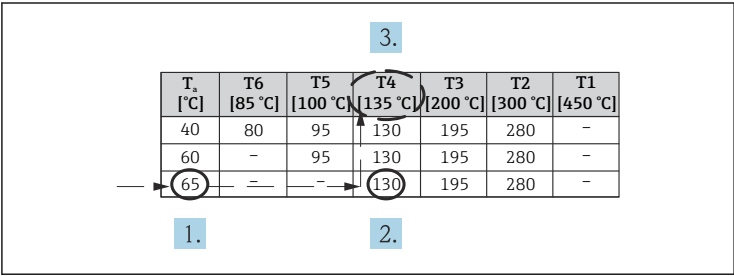 3.
Tₐ T6 T5 T4 T3 T2 T1
[°C] [85 °C] [100 °C] [135 °C] [200 °C] [300 °C] [450 °C]
40 80 95 130 195 280 –
60 – 95 130 195 280 –
65 – – 130 195 280 –
1. 2.